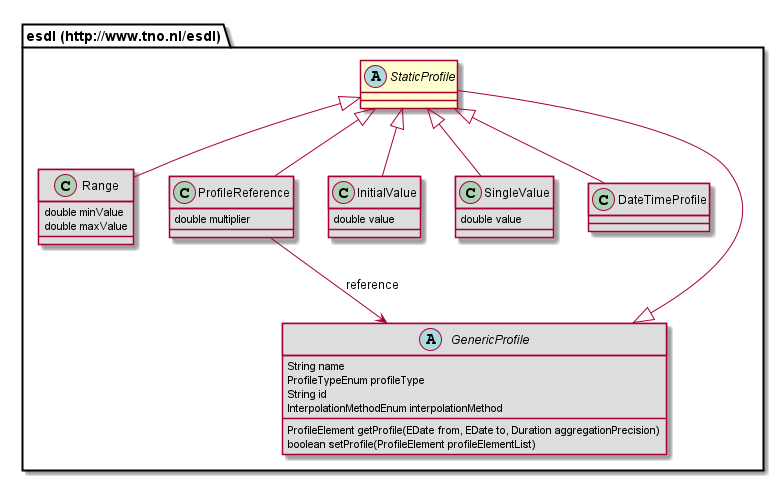 esdl (http://www.tno.nl/esdl)
A StaticProfile
C Range
double minValue
double maxValue
C ProfileReference
double multiplier
C InitialValue
double value
C SingleValue
double value
C DateTimeProfile
reference
A GenericProfile
String name
ProfileTypeEnum profileType
String id
InterpolationMethodEnum interpolationMethod
ProfileElement getProfile(EDate from, EDate to, Duration aggregationPrecision)
boolean setProfile(ProfileElement profileElementList)